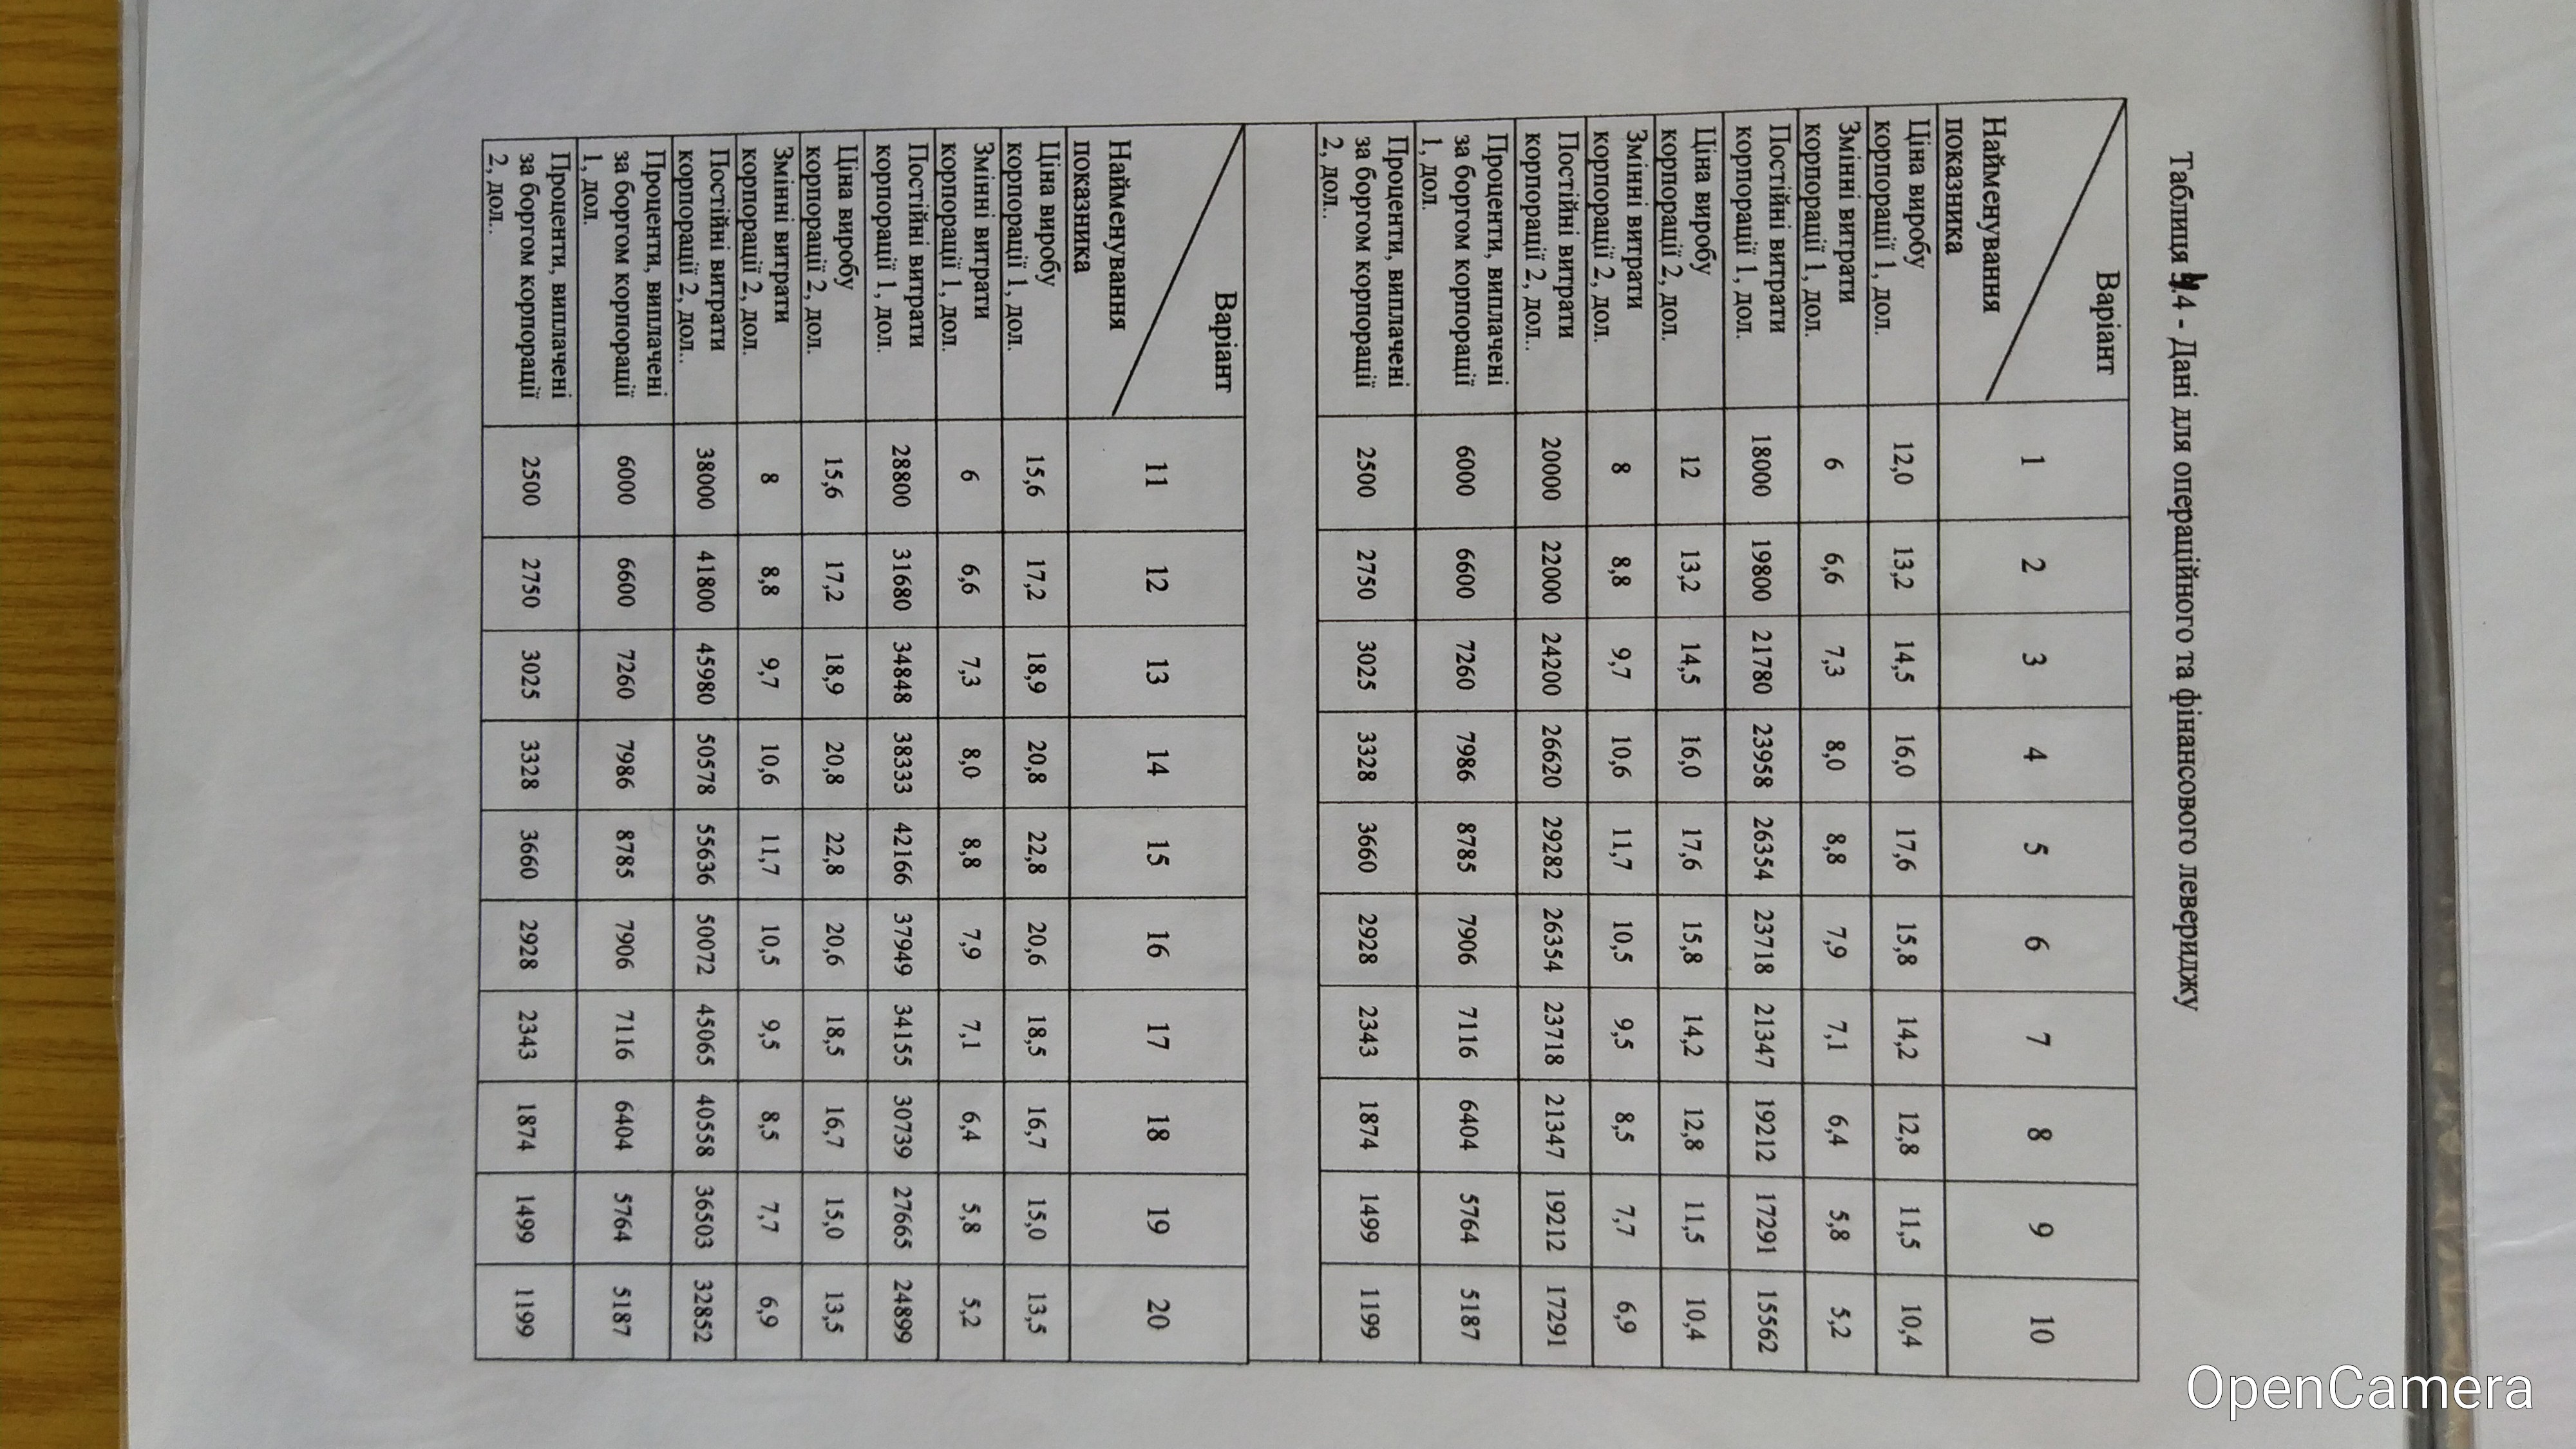 Таблиця 4.4 - Дані для операційного та фінансового левериджу
Варіант
Найменування показника 1 2 3 4 5 6 7 8 9 10
Ціна виробу
корпорації 1, дол. 12,0 13,2 14,5 16,0 17,6 15,8 14,2 12,8 11,5 10,4
Змінні витрати
корпорації 1, дол. 6 6,6 7,3 8,0 8,8 7,9 7,1 6,4 5,8 5,2
Постійні витрати
корпорації 1, дол. 18000 19800 21780 23958 26354 23718 21347 19212 17291 15562
Ціна виробу
корпорації 2, дол. 12 13,2 14,5 16,0 17,6 15,8 14,2 12,8 11,5 10,4
Змінні витрати
корпорації 2, дол. 8 8,8 9,7 10,6 11,7 10,5 9,5 8,5 7,7 6,9
Постійні витрати
корпорації 2, дол.. 20000 22000 24200 26620 29282 26354 23718 21347 19212 17291
Проценти, виплачені
за боргом корпорації
1, дол. 6000 6600 7260 7986 8785 7906 7116 6404 5764 5187
Проценти, виплачені
за боргом корпорації
2, дол.. 2500 2750 3025 3328 3660 2928 2343 1874 1499 1199
Варіант
Найменування
показника 11 12 13 14 15 16 17 18 19 20
Ціна виробу
корпорації 1, дол. 15,6 17,2 18,9 20,8 22,8 20,6 18,5 16,7 15,0 13,5
Змінні витрати
корпорації 1, дол. 6 6,6 7,3 8,0 8,8 7,9 7,1 6,4 5,8 5,2
Постійні витрати
корпорації 1, дол. 28800 31680 34848 38333 42166 37949 34155 30739 27665 24899
Ціна виробу
корпорації 2, дол. 15,6 17,2 18,9 20,8 22,8 20,6 18,5 16,7 15,0 13,5
Змінні витрати
корпорації 2, дол. 8 8,8 9,7 10,6 11,7 10,5 9,5 8,5 7,7 6,9
Постійні витрати
корпорації 2, дол.. 38000 41800 45980 50578 55636 50072 45065 40558 36503 32852
Проценти, виплачені
за боргом корпорації
1, дол. 6000 6600 7260 7986 8785 7906 7116 6404 5764 5187
Проценти, виплачені
за боргом корпорації
2, дол.. 2500 2750 3025 3328 3660 2928 2343 1874 1499 1199
OpenCamera